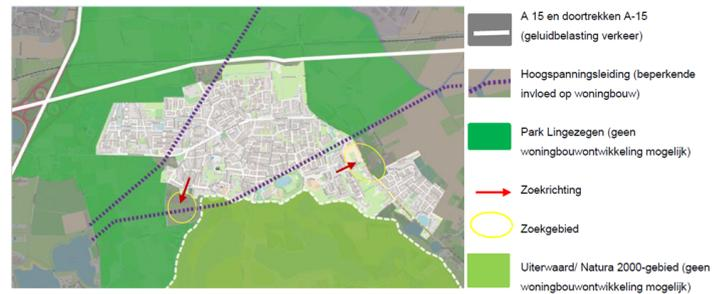 A 15 en doortrekken A-15
(geluidbelasting verkeer)
Hoogspanningsleiding (beperkende
invloed op woningbouw)
Park Lingezegen (geen
woningbouwontwikkeling mogelijk)
Zoekrichting
Zoekgebied
Uiterwaard/ Natura 2000-gebied (geen
woningbouwontwikkeling mogelijk)